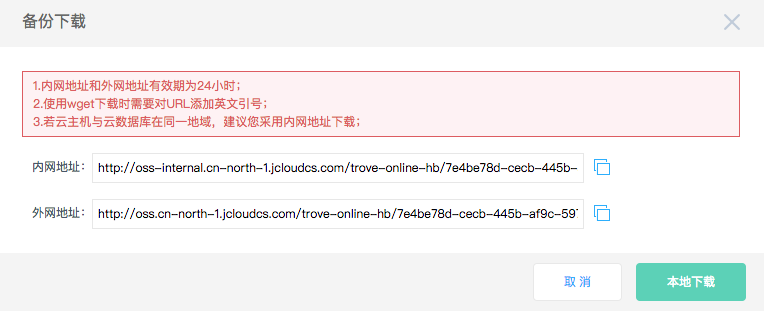 备份下载
1.内网地址和外网地址有效期为24小时；
2.使用wget下载时需要对URL添加英文引号；
3.若云主机与云数据库在同一地域，建议您采用内网地址下载；
内网地址： http://oss-internal.cn-north-1.jcloudcs.com/trove-online-hb/7e4be78d-cecb-445b-
外网地址： http://oss.cn-north-1.jcloudcs.com/trove-online-hb/7e4be78d-cecb-445b-af9c-597
取 消 本地下载